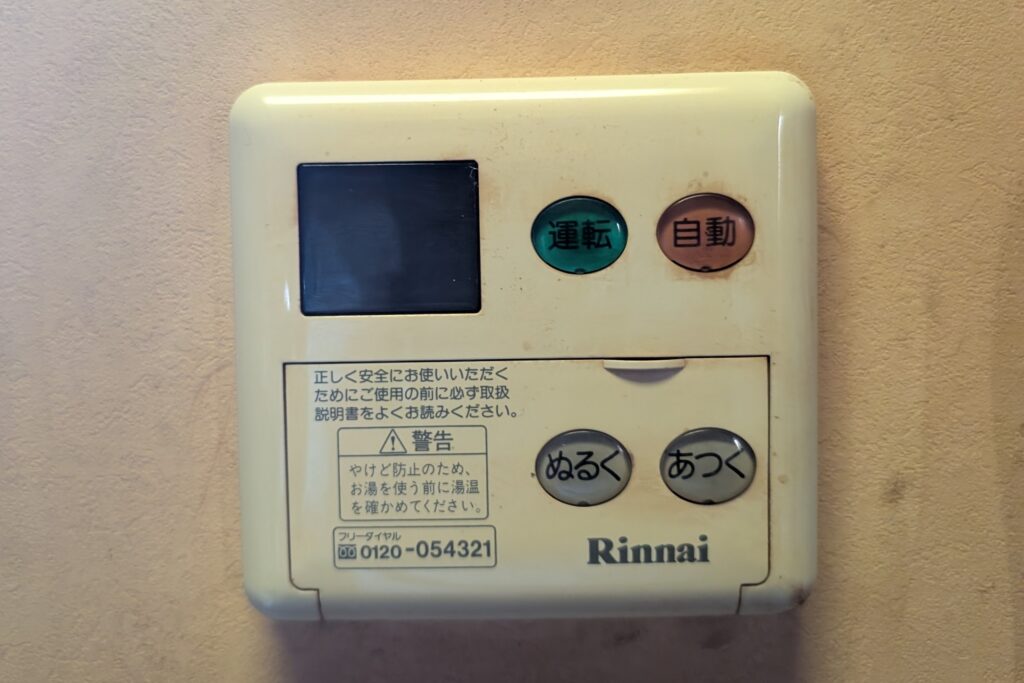 運転
自動
正しく安全にお使いいただく
ためにご使用の前に必ず取扱
説明書をよくお読みください。
警告
やけど防止のため、
お湯を使う前に湯温
を確かめてください。
フリーダイヤル
0120-054321
ぬるく
あつく
Rinnai